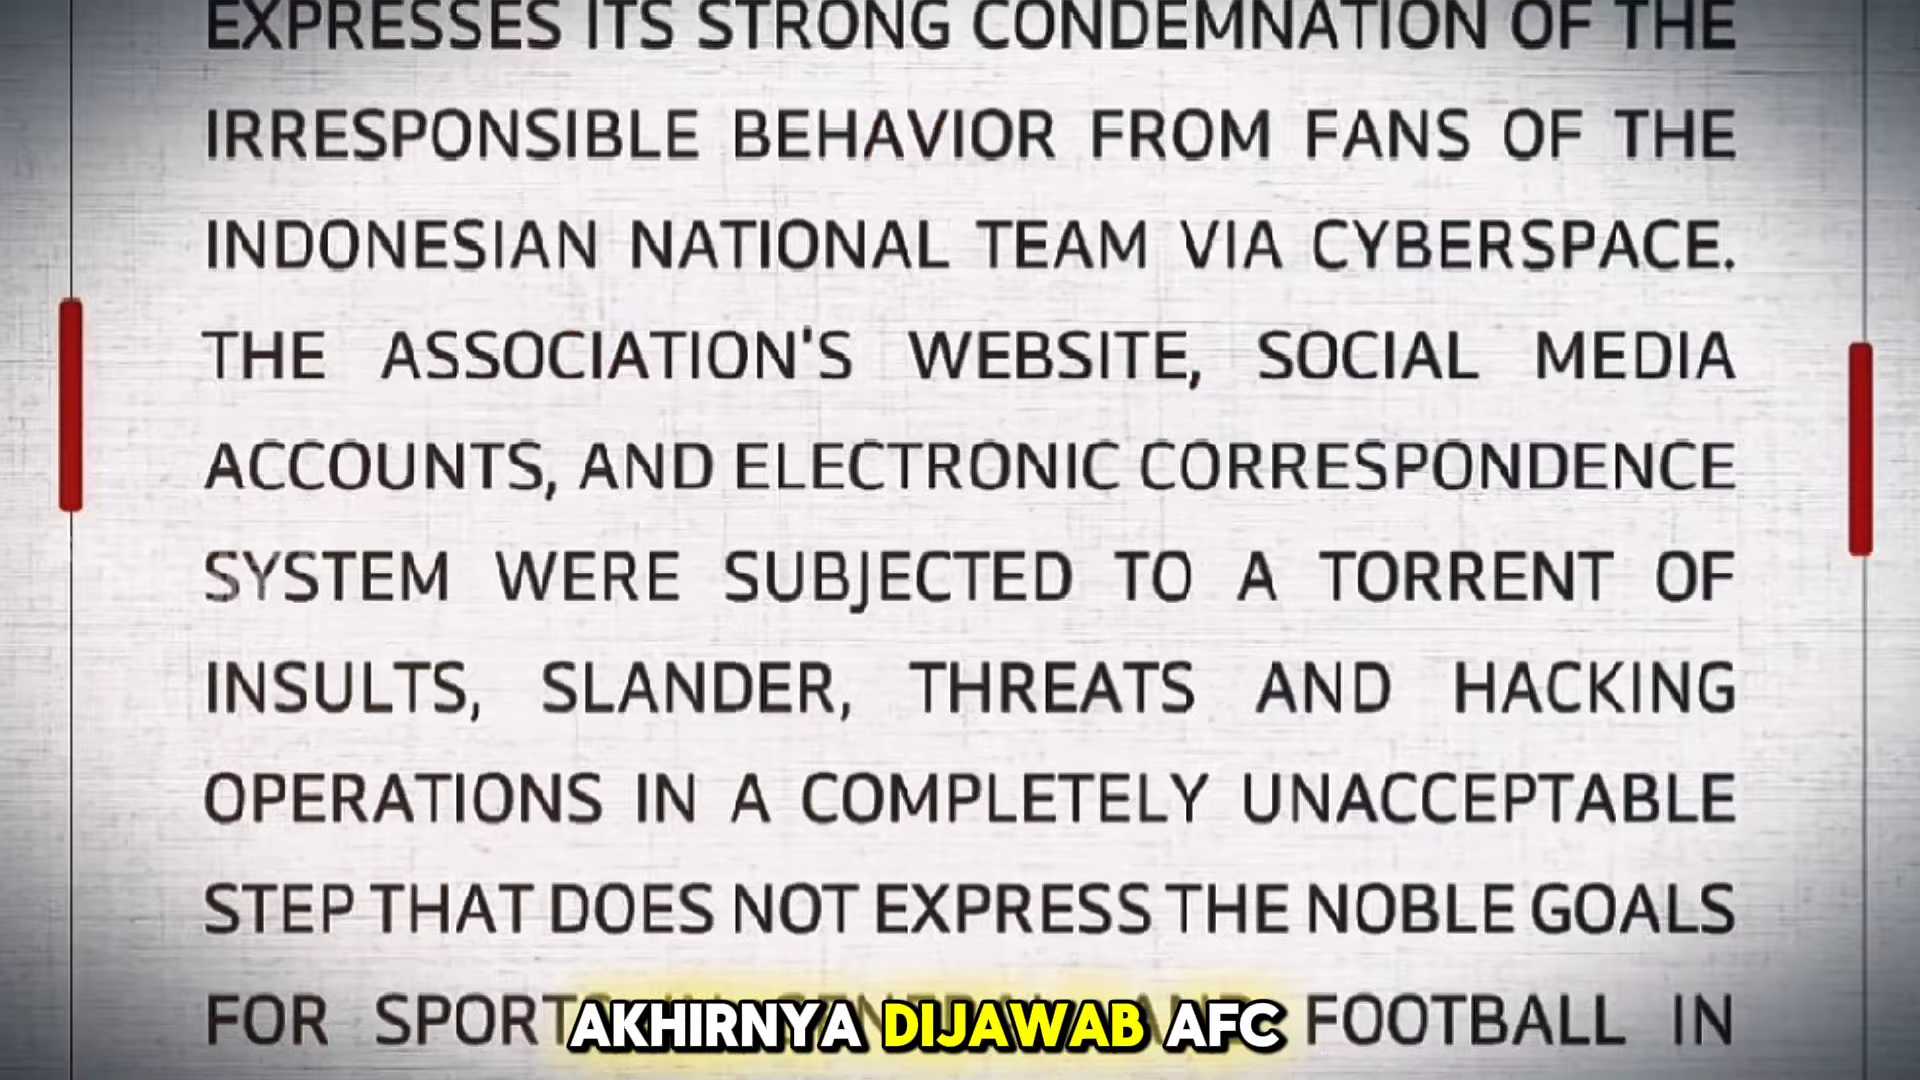 EXPRESSES ITS STRONG CONDEMNATION OF THE
IRRESPONSIBLE BEHAVIOR FROM FANS OF THE
INDONESIAN NATIONAL TEAM VIA CYBERSPACE.
THE ASSOCIATION'S WEBSITE, SOCIAL MEDIA
ACCOUNTS, AND ELECTRONIC CORRESPONDENCE
SYSTEM WERE SUBJECTED TO A TORRENT OF
INSULTS, SLANDER, THREATS AND HACKING
OPERATIONS IN A COMPLETELY UNACCEPTABLE
STEP THAT DOES NOT EXPRESS THE NOBLE GOALS
FOR SPORTS FOOTBALL IN
AKHIRNYA DIJAWAB AFC